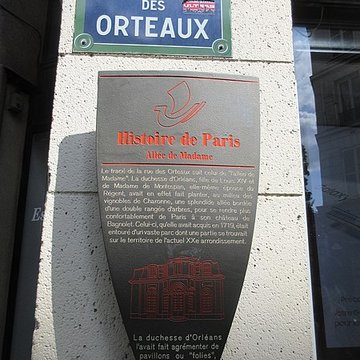 DES
ORTEAUX
Histoire de Paris
Allée de Madame
Le tracé de la rue des Orteaux suit celui de "l'allée de
Madame". La duchesse d'Orléans, fille de Louis XIV et
de Madame de Montespan, elle-même épouse du
Régent, avait en effet fait planter, au milieu des
vignobles de Charonne, une splendide allée bordée
d'une double rangée d'arbres, pour se rendre plus
confortablement de Paris à son château de
Bagnolet. Celui-ci, qu'elle avait acquis en 1719, était
entouré d'un vaste parc dont une partie se trouvait
sur le territoire de l'actuel XXe arrondissement.
La duchesse d'Orléans
l'avait fait agrémenter de
pavillons ou "folies",